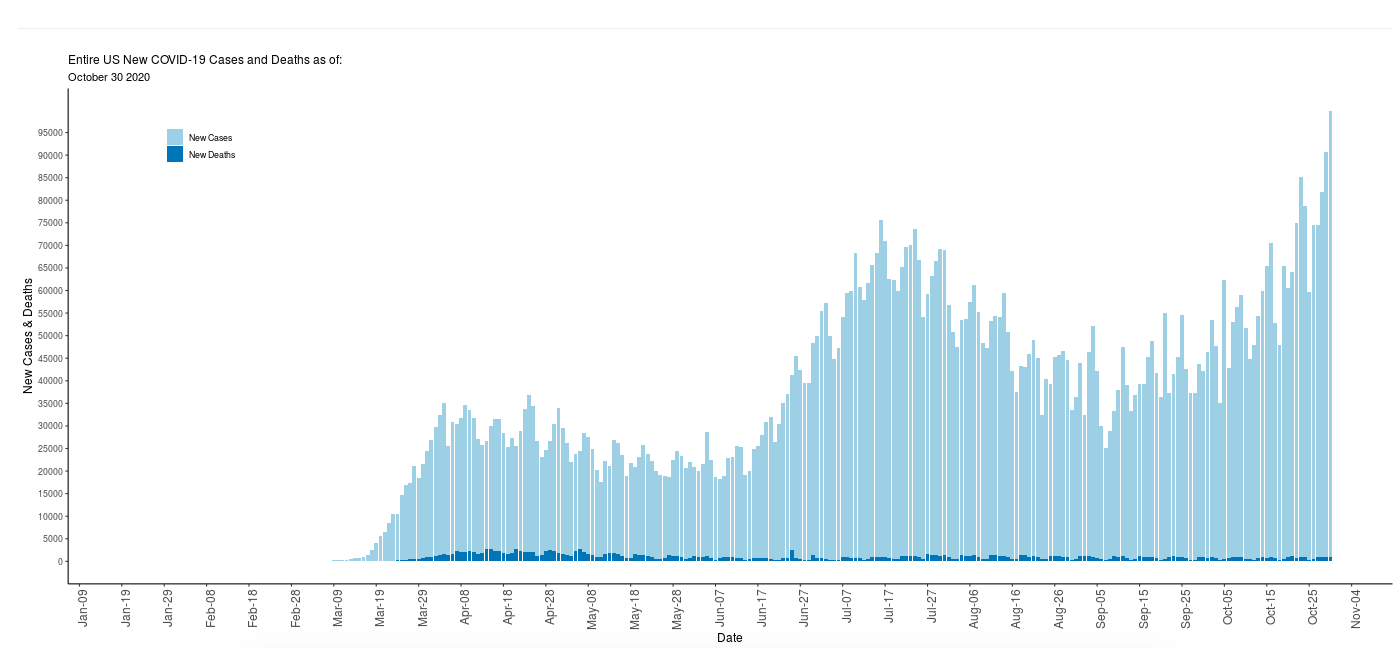 Entire US New COVID-19 Cases and Deaths as of:
October 30 2020
New Cases
New Deaths
New Cases & Deaths
95000
90000
85000
80000
75000
70000
65000
60000
55000
50000
45000
40000
35000
30000
25000
20000
15000
10000
5000
0
Jan-09
Jan-19
Jan-29
Feb-08
Feb-18
Feb-28
Mar-09
Mar-19
Mar-29
Apr-08
Apr-18
Apr-28
May-08
May-18
May-28
Jun-07
Jun-17
Jun-27
Jul-07
Jul-17
Jul-27
Aug-06
Aug-16
Aug-26
Sep-05
Sep-15
Sep-25
Oct-05
Oct-15
Oct-25
Nov-04
Date